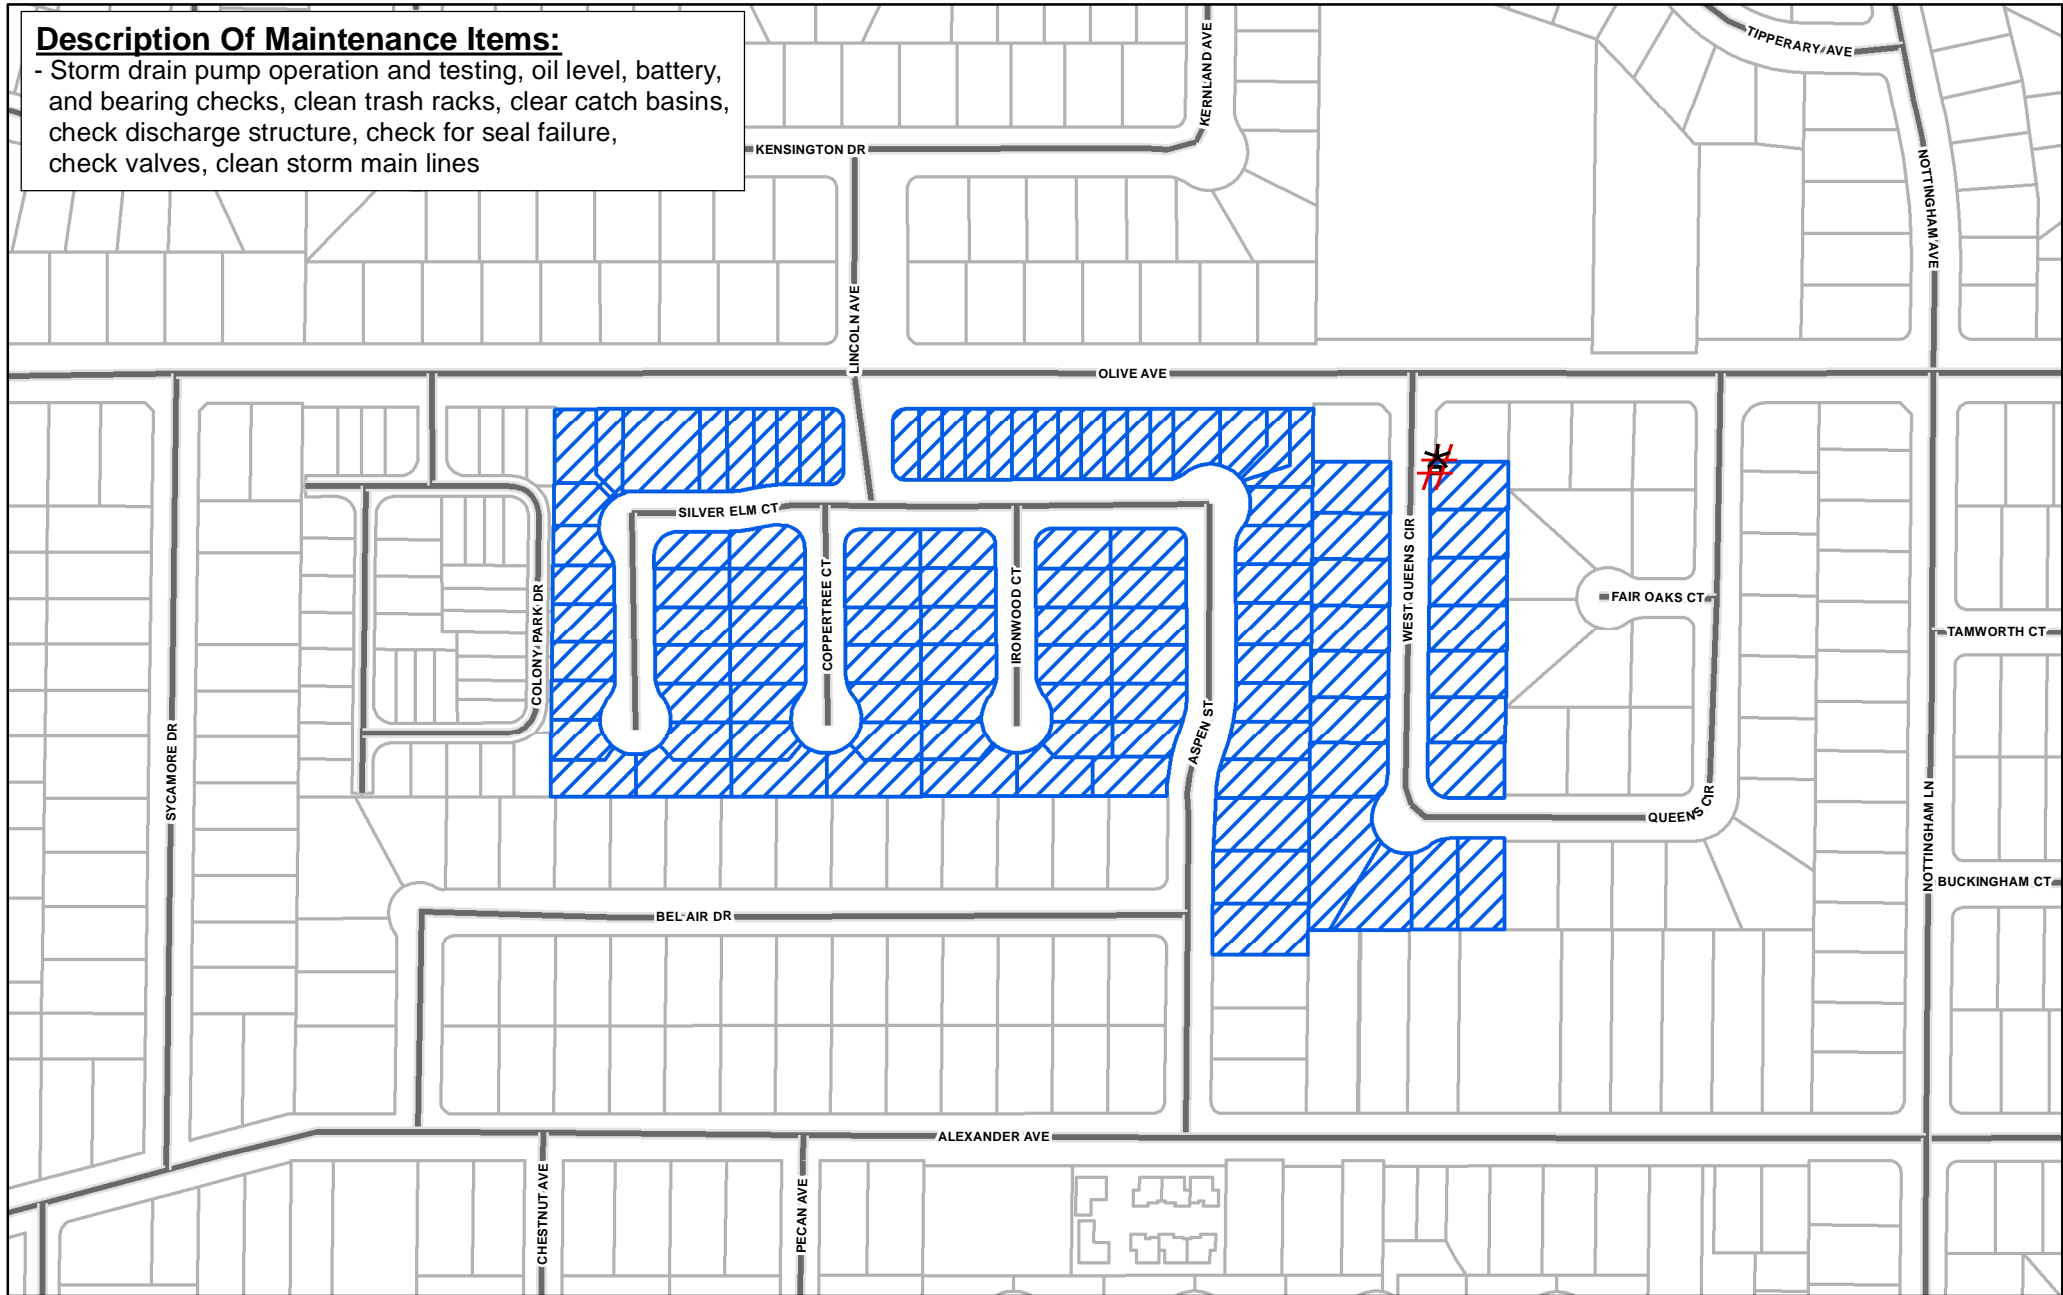 Description Of Maintenance Items:
- Storm drain pump operation and testing, oil level, battery,
and bearing checks, clean trash racks, clear catch basins,
check discharge structure, check for seal failure,
check valves, clean storm main lines
KERNLAND AVE
TIPPERARY AVE
KENSINGTON DR
NOTTINGHAM AVE
LINCOLN AVE
OLIVE AVE
SILVER ELM CT
COPPERTREE CT
IRONWOOD CT
WEST QUEENS CIR
COLONY PARK DR
FAIR OAKS CT
TAMWORTH CT
SYCAMORE DR
ASPEN ST
QUEENS CIR
NOTTINGHAM LN
BUCKINGHAM CT
BEL AIR DR
ALEXANDER AVE
CHESTNUT AVE
PECAN AVE